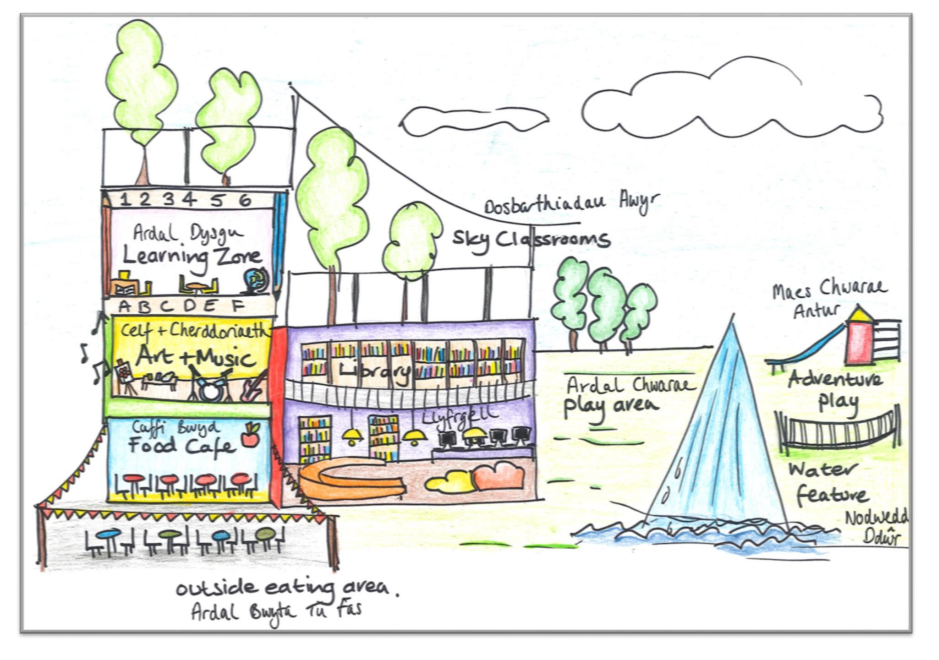 1 2 3 4 5 6
Ardal Dysgu
Learning Zone
A B C D E F
Celf + Cherddoriaeth
Art + Music
Caffi Bwyd
Food Cafe
outside eating area.
Ardal Bwyta Tu Fas
Dosbarthiadau Awyr
Sky Classrooms
Library
Llyfrgell
Ardal Chwarae
Play area
Maes Chwarae
Antur
Adventure
Play
Water
feature
Nodwedd
Ddŵr